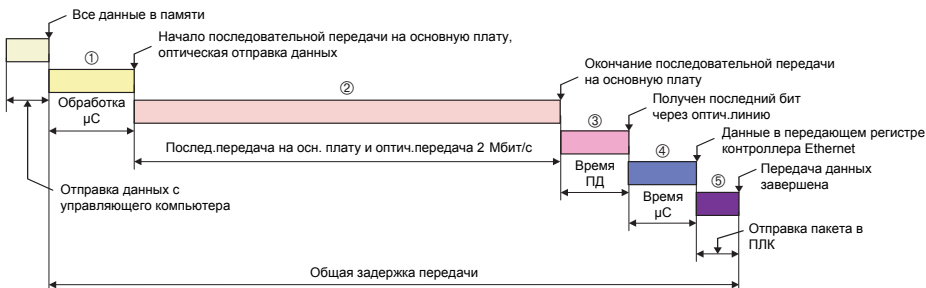 Все данные в памяти
Начало последовательной передачи на основную плату,
оптическая отправка данных
①
Обработка
µC
②
Послед.передача на осн. плату и оптич.передача 2 Мбит/с
Окончание последовательной передачи
на основную плату
③
Время
ПД
Получен последний бит
через оптич.линию
④
Время
µC
Данные в передающем регистре
контроллера Ethernet
⑤
Передача данных
завершена
Отправка данных с
управляющего компьютера
Отправка пакета в
ПЛК
Общая задержка передачи